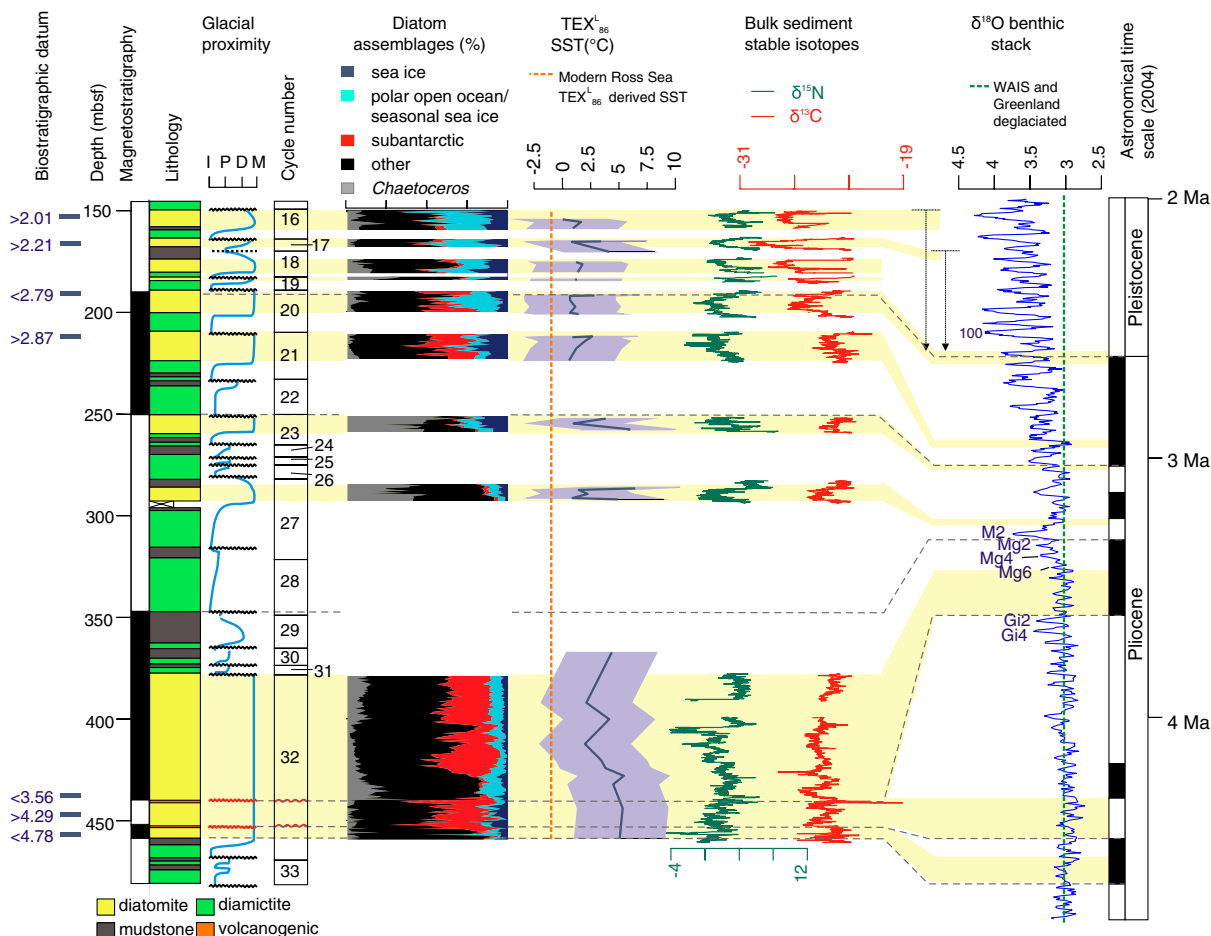 Biostratigraphic datum
Depth (mbsf)
Magnetostratigraphy
Lithology
Glacial
proximity
I P D M
Cycle number
Diatom
assemblages (%)
sea ice
polar open ocean/
seasonal sea ice
subantarctic
other
Chaetoceros
TEX L 86
SST(°C)
Modern Ross Sea
TEX L 86 derived SST
-2.5 0 2.5 5 7.5 10
Bulk sediment
stable isotopes
δ15N
δ13C
-31 -19
δ18O benthic
stack
WAIS and
Greenland
deglaciated
4.5 4 3.5 3 2.5
Astronomical time
scale (2004)
>2.01
>2.21
<2.79
>2.87
<3.56
>4.29
<4.78
150
200
250
300
350
400
450
16
17
18
19
20
21
22
23
24
25
26
27
28
29
30
31
32
33
-4 12
100
M2
Mg2
Mg4
Mg6
Gi2
Gi4
Pleistocene
Pliocene
2 Ma
3 Ma
4 Ma
diatomite diamictite
mudstone volcanogenic